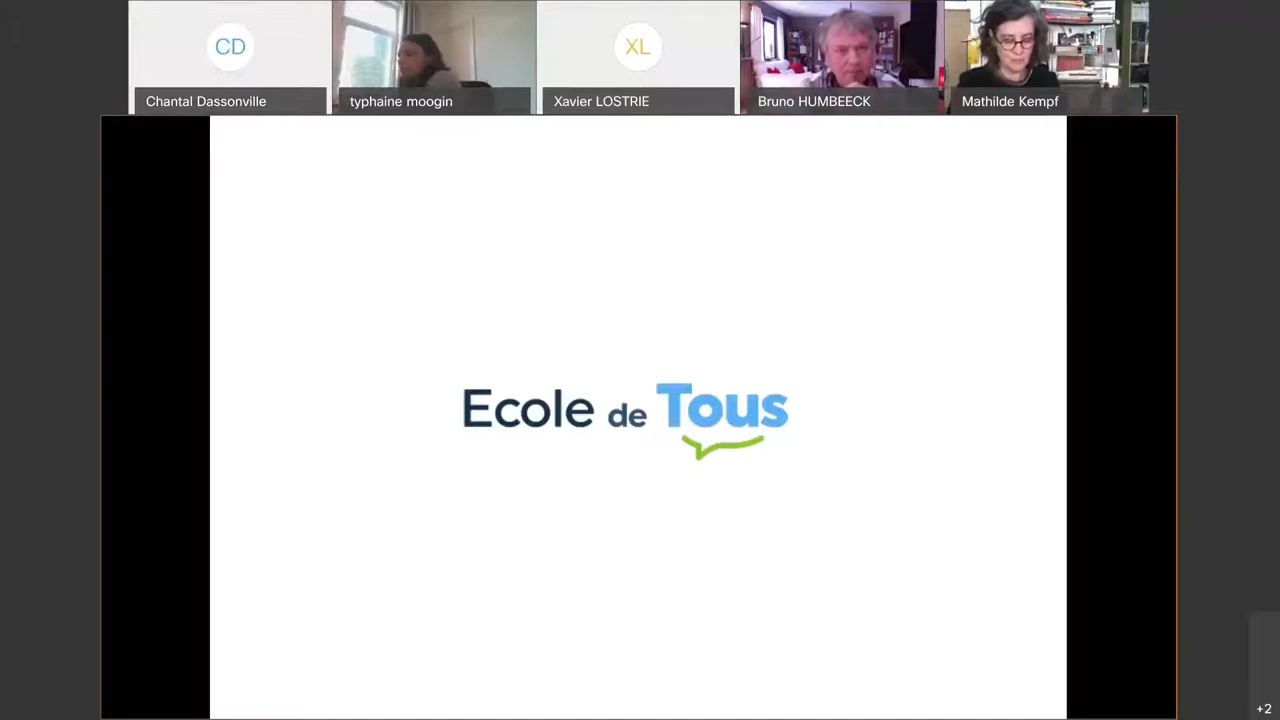 CD
XL
Chantal Dassonville
typhaine moogin
Xavier LOSTRIE
Bruno HUMBEECK
Mathilde Kempf
Ecole de Tous
+2